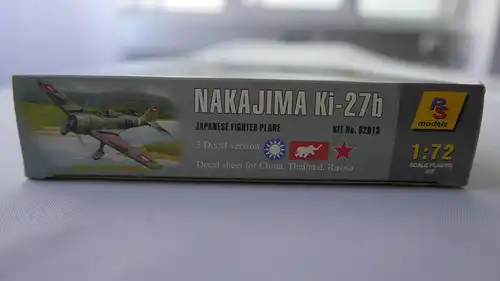 NAKAJIMA Ki-27b
JAPANESE FIGHTER PLANE KIT No. 92013
3 Decal version
Decal sheet for China, Thailand, Russia
RS
models
1:72
SCALE PLASTIC
KIT